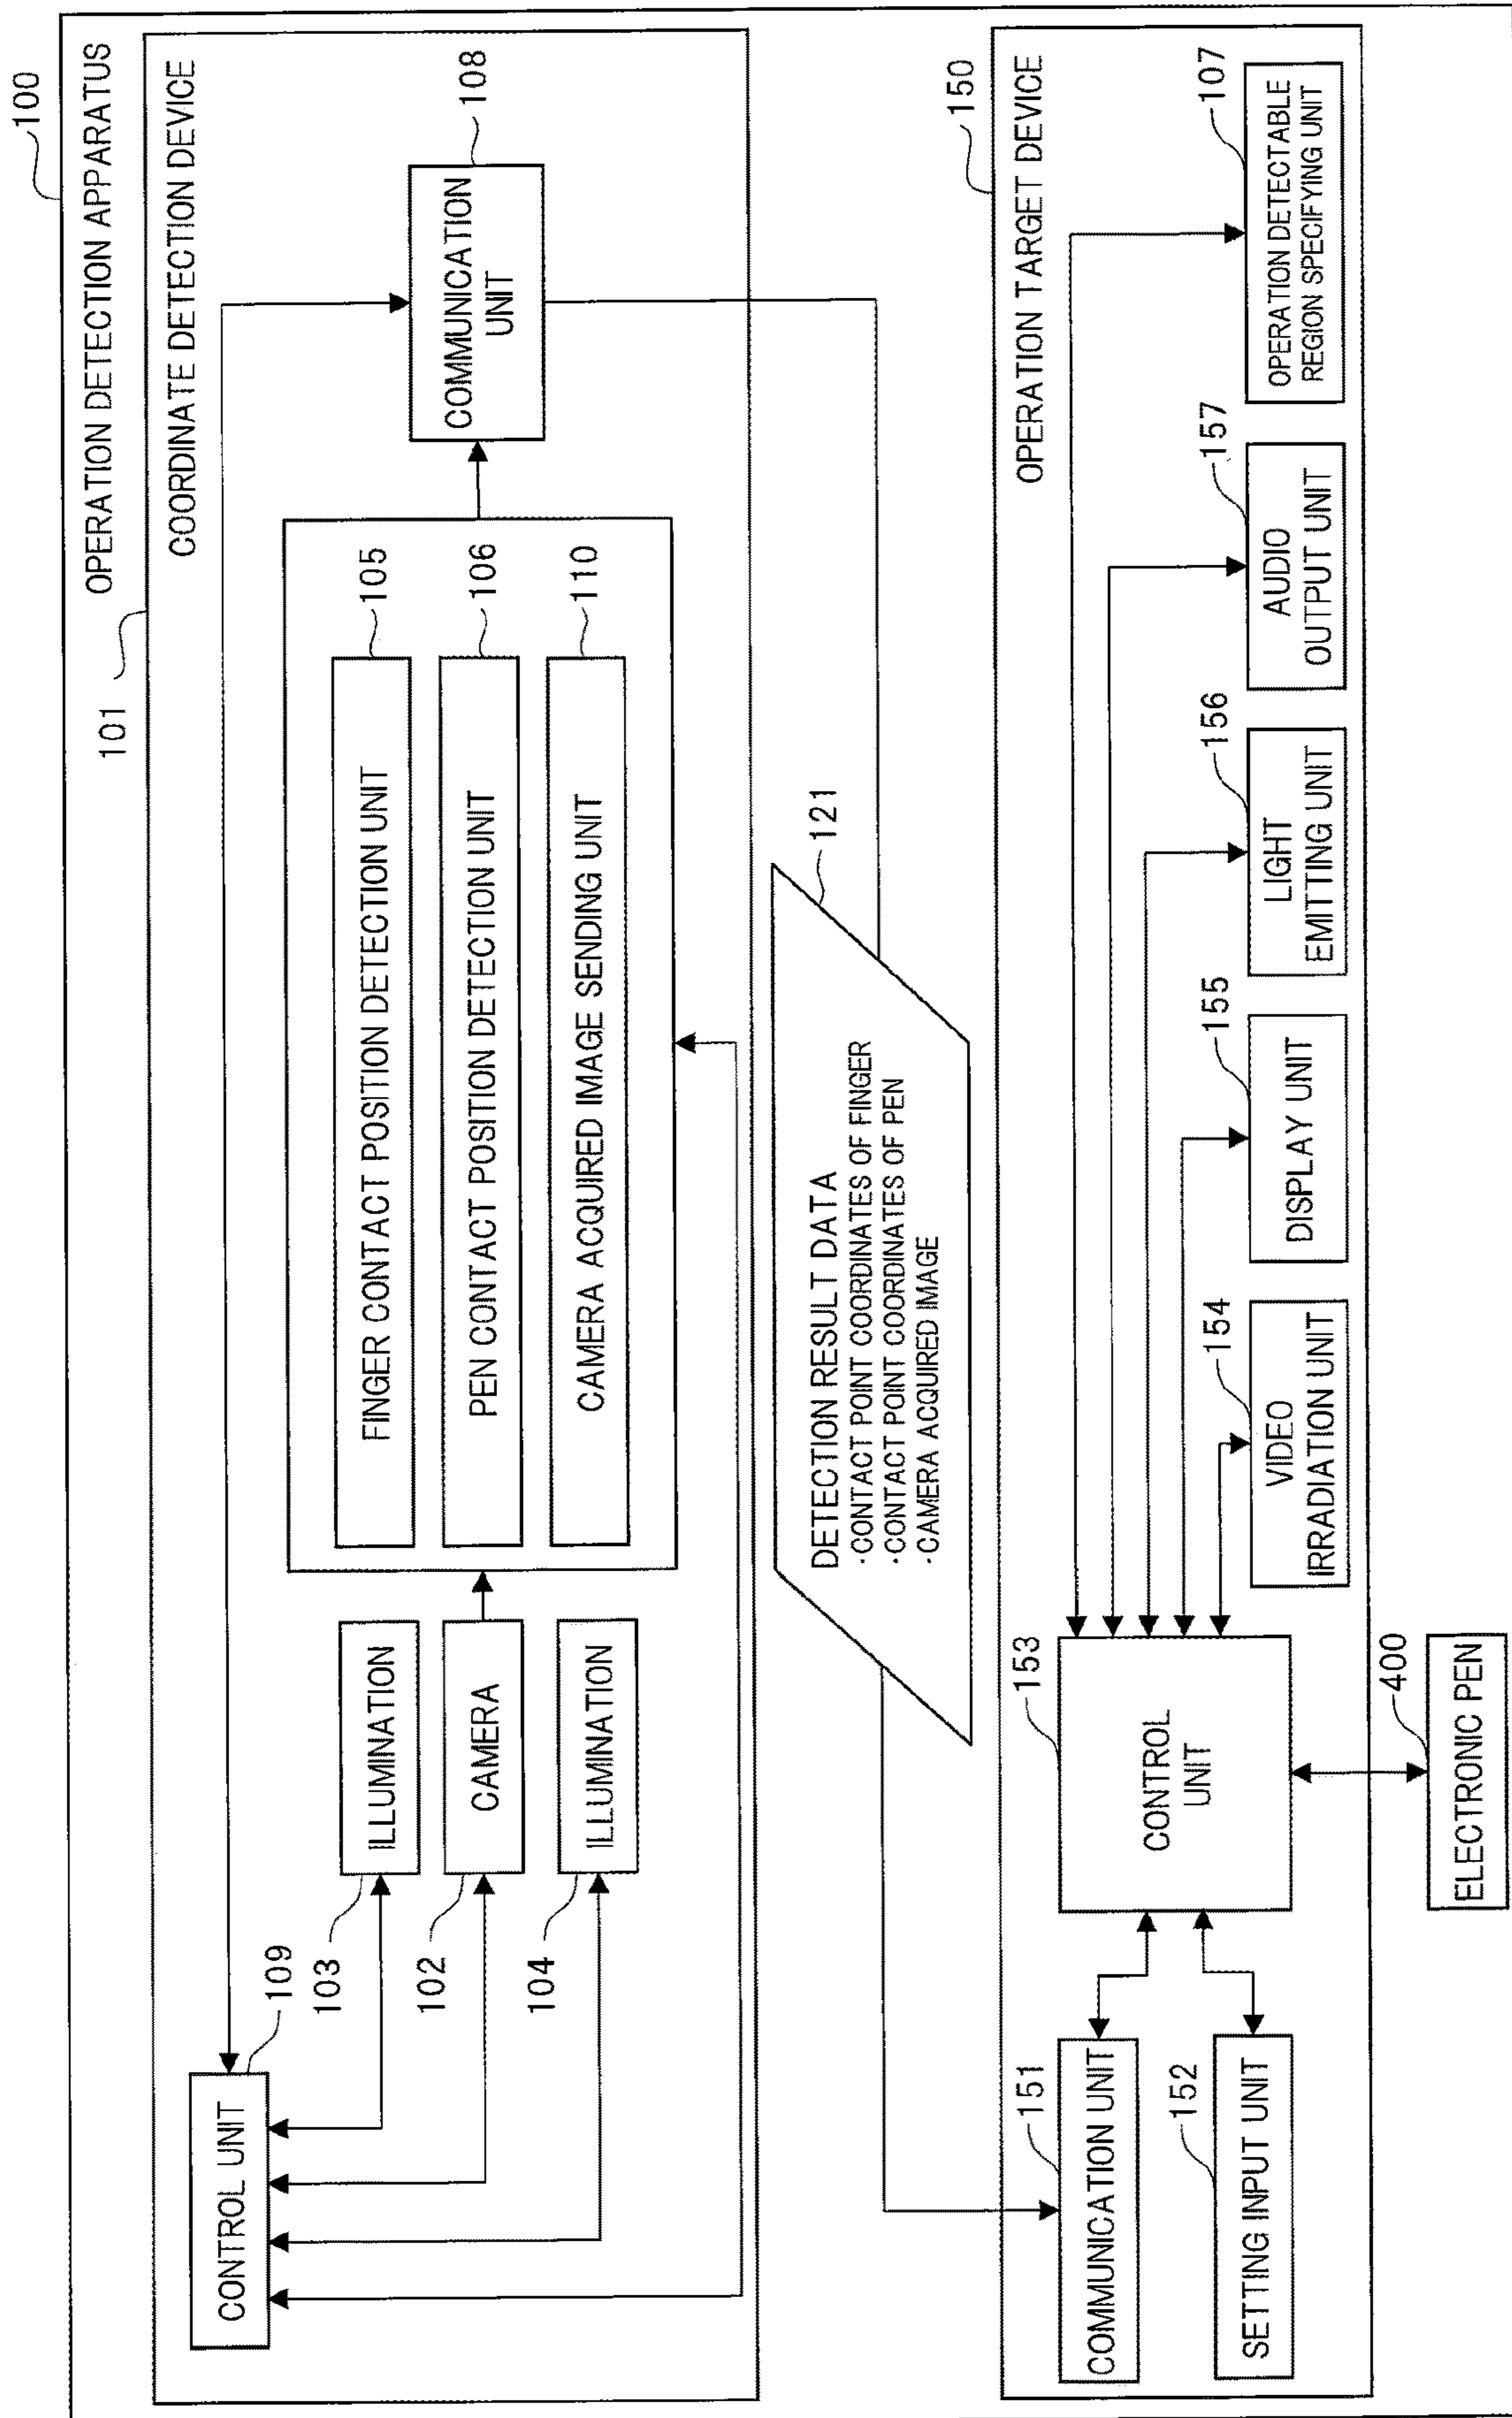 100
OPERATION DETECTION APPARATUS
101
COORDINATE DETECTION DEVICE
109
CONTROL UNIT
103
ILLUMINATION
102
CAMERA
104
ILLUMINATION
FINGER CONTACT POSITION DETECTION UNIT
105
PEN CONTACT POSITION DETECTION UNIT
106
CAMERA ACQUIRED IMAGE SENDING UNIT
110
108
COMMUNICATION
UNIT
121
DETECTION RESULT DATA
·CONTACT POINT COORDINATES OF FINGER
·CONTACT POINT COORDINATES OF PEN
·CAMERA ACQUIRED IMAGE
150
OPERATION TARGET DEVICE
151
COMMUNICATION UNIT
152
SETTING INPUT UNIT
153
CONTROL
UNIT
154
VIDEO
IRRADIATION UNIT
155
DISPLAY UNIT
156
LIGHT
EMITTING UNIT
157
AUDIO
OUTPUT UNIT
107
OPERATION DETECTABLE
REGION SPECIFYING UNIT
400
ELECTRONIC PEN